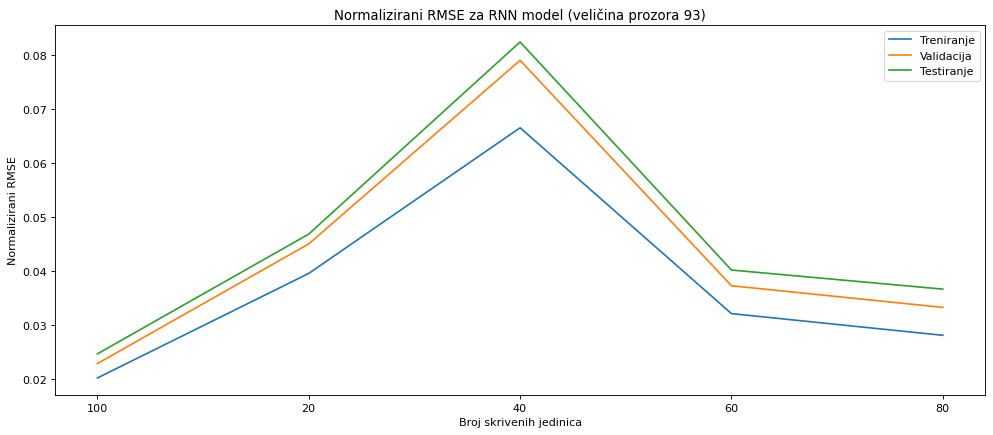 Normalizirani RMSE za RNN model (veličina prozora 93)
Treniranje
Validacija
Testiranje
Normalizirani RMSE
0.08
0.07
0.06
0.05
0.04
0.03
0.02
100 20 40 60 80
Broj skrivenih jedinica